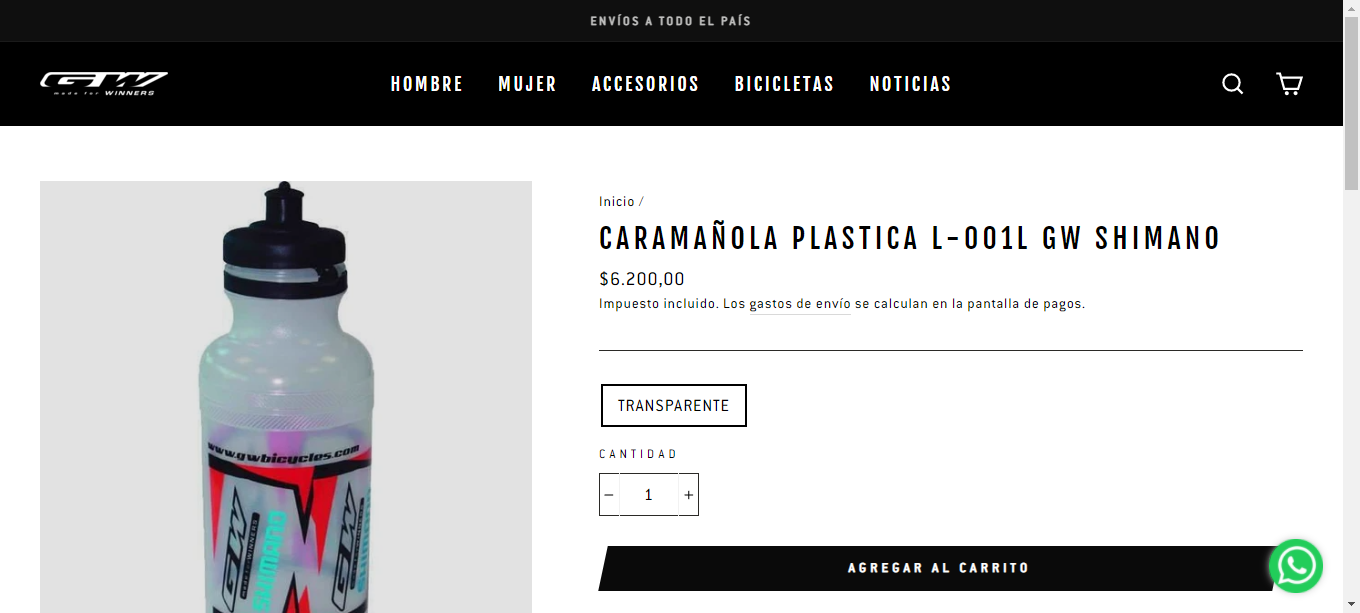 ENVÍOS A TODO EL PAÍS
GW
made for WINNERS
HOMBRE MUJER ACCESORIOS BICICLETAS NOTICIAS
Inicio /
CARAMAÑOLA PLASTICA L-001L GW SHIMANO
$6.200,00
Impuesto incluido. Los gastos de envío se calculan en la pantalla de pagos.
TRANSPARENTE
CANTIDAD
− 1 +
AGREGAR AL CARRITO
www.gwbicycles.com
GW
SHIMANO
GW